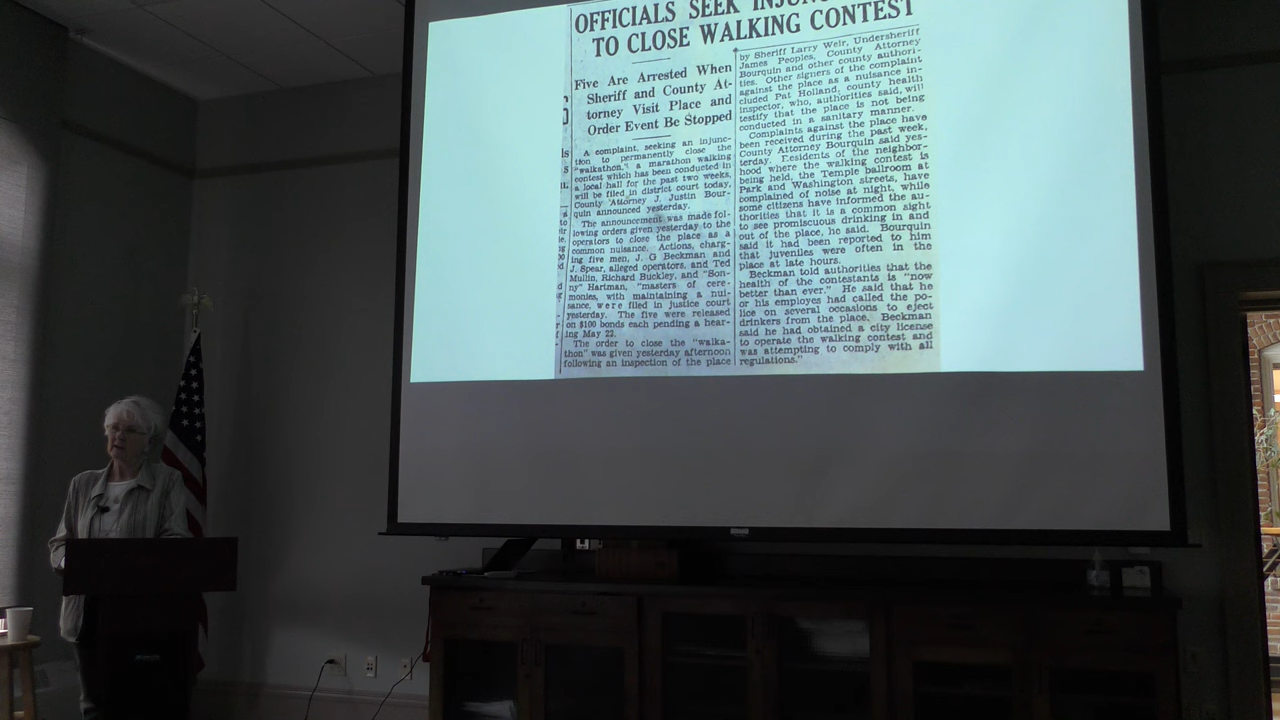 OFFICIALS SEEK
TO CLOSE WALKING CONTEST
Five Are Arrested When
Sheriff and County At-
torney Visit Place and
Order Event Be Stopped
A complaint, seeking an injunc-
tion to permanently close the
"walkathon," a marathon walking
contest which has been conducted in
a local hall for the past two weeks,
will be filed in district court today,
County Attorney J. Justin Bour-
quin announced yesterday.
The announcement was made fol-
lowing orders given yesterday to the
operators to close the place as a
common nuisance. Actions, charg-
ing five men, J. G Beckman and
J. Spear, alleged operators, and Ted
Mullin, Richard Buckley, and "Son-
ny" Hartman, "masters of cere-
monies, with maintaining a nui-
sance, were filed in justice court
yesterday. The five were released
on $100 bonds each pending a hear-
ing May 23.
The order to close the "walka-
thon" was given yesterday afternoon
following an inspection of the place
by Sheriff Larry Weir, Undersheriff
James Peoples, County Attorney
Bourquin and other county authori-
ties. Other signers of the complaint
against the place as a nuisance in-
cluded Pat Holland, county health
inspector, who, authorities said, will
testify that the place is not being
conducted in a sanitary manner.
Complaints against the place have
been received during the past week,
County Attorney Bourquin said yes-
terday. Residents of the neighbor-
hood where the walking contest is
being held, the Temple ballroom at
Park and Washington streets, have
complained of noise at night, while
some citizens have informed the au-
thorities that it is a common sight
to see promiscuous drinking in and
out of the place, he said. Bourquin
said it had been reported to him
that juveniles were often in the
place at late hours.
Beckman told authorities that the
health of the contestants is "now
better than ever." He said that he
or his employes had called the po-
lice on several occasions to eject
drinkers from the place. Beckman
said he had obtained a city license
to operate the walking contest and
was attempting to comply with all
regulations."